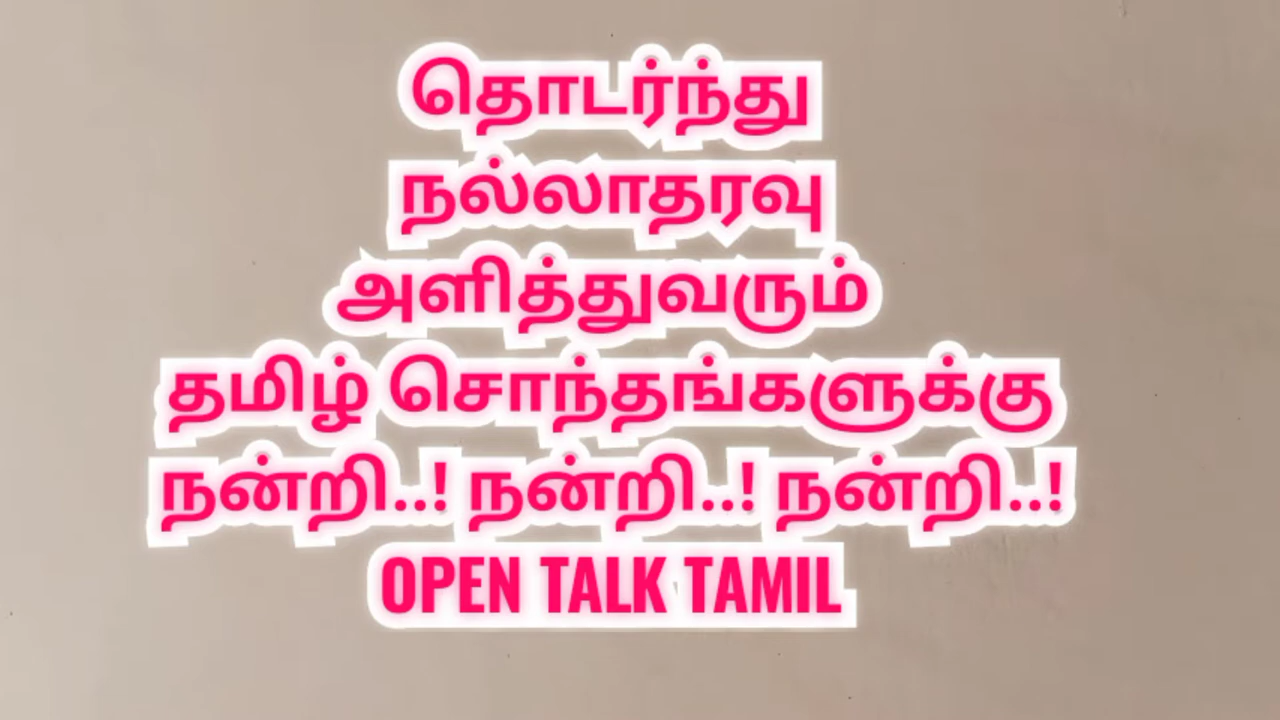 தொடர்ந்து
நல்லாதரவு
அளித்துவரும்
தமிழ் சொந்தங்களுக்கு
நன்றி..! நன்றி..! நன்றி..!
OPEN TALK TAMIL